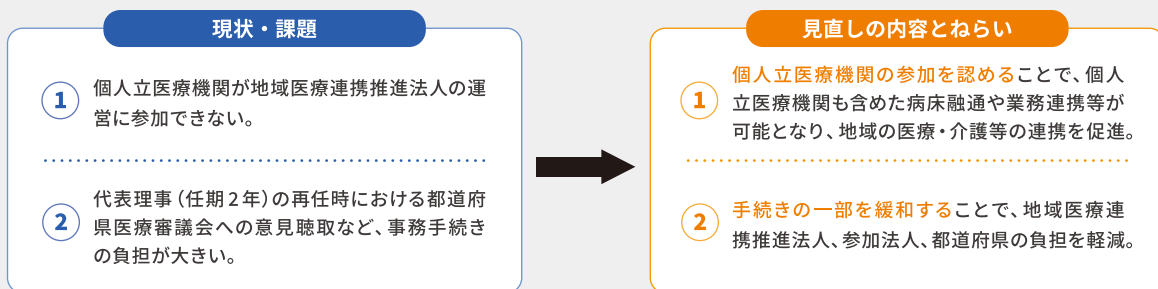 現状・課題
1
個人立医療機関が地域医療連携推進法人の運
営に参加できない。
2
代表理事（任期2年）の再任時における都道府
県医療審議会への意見聴取など、事務手続き
の負担が大きい。
見直しの内容とねらい
1
個人立医療機関の参加を認めることで、個人
立医療機関も含めた病床融通や業務連携等が
可能となり、地域の医療・介護等の連携を促進。
2
手続きの一部を緩和することで、地域医療連
携推進法人、参加法人、都道府県の負担を軽減。